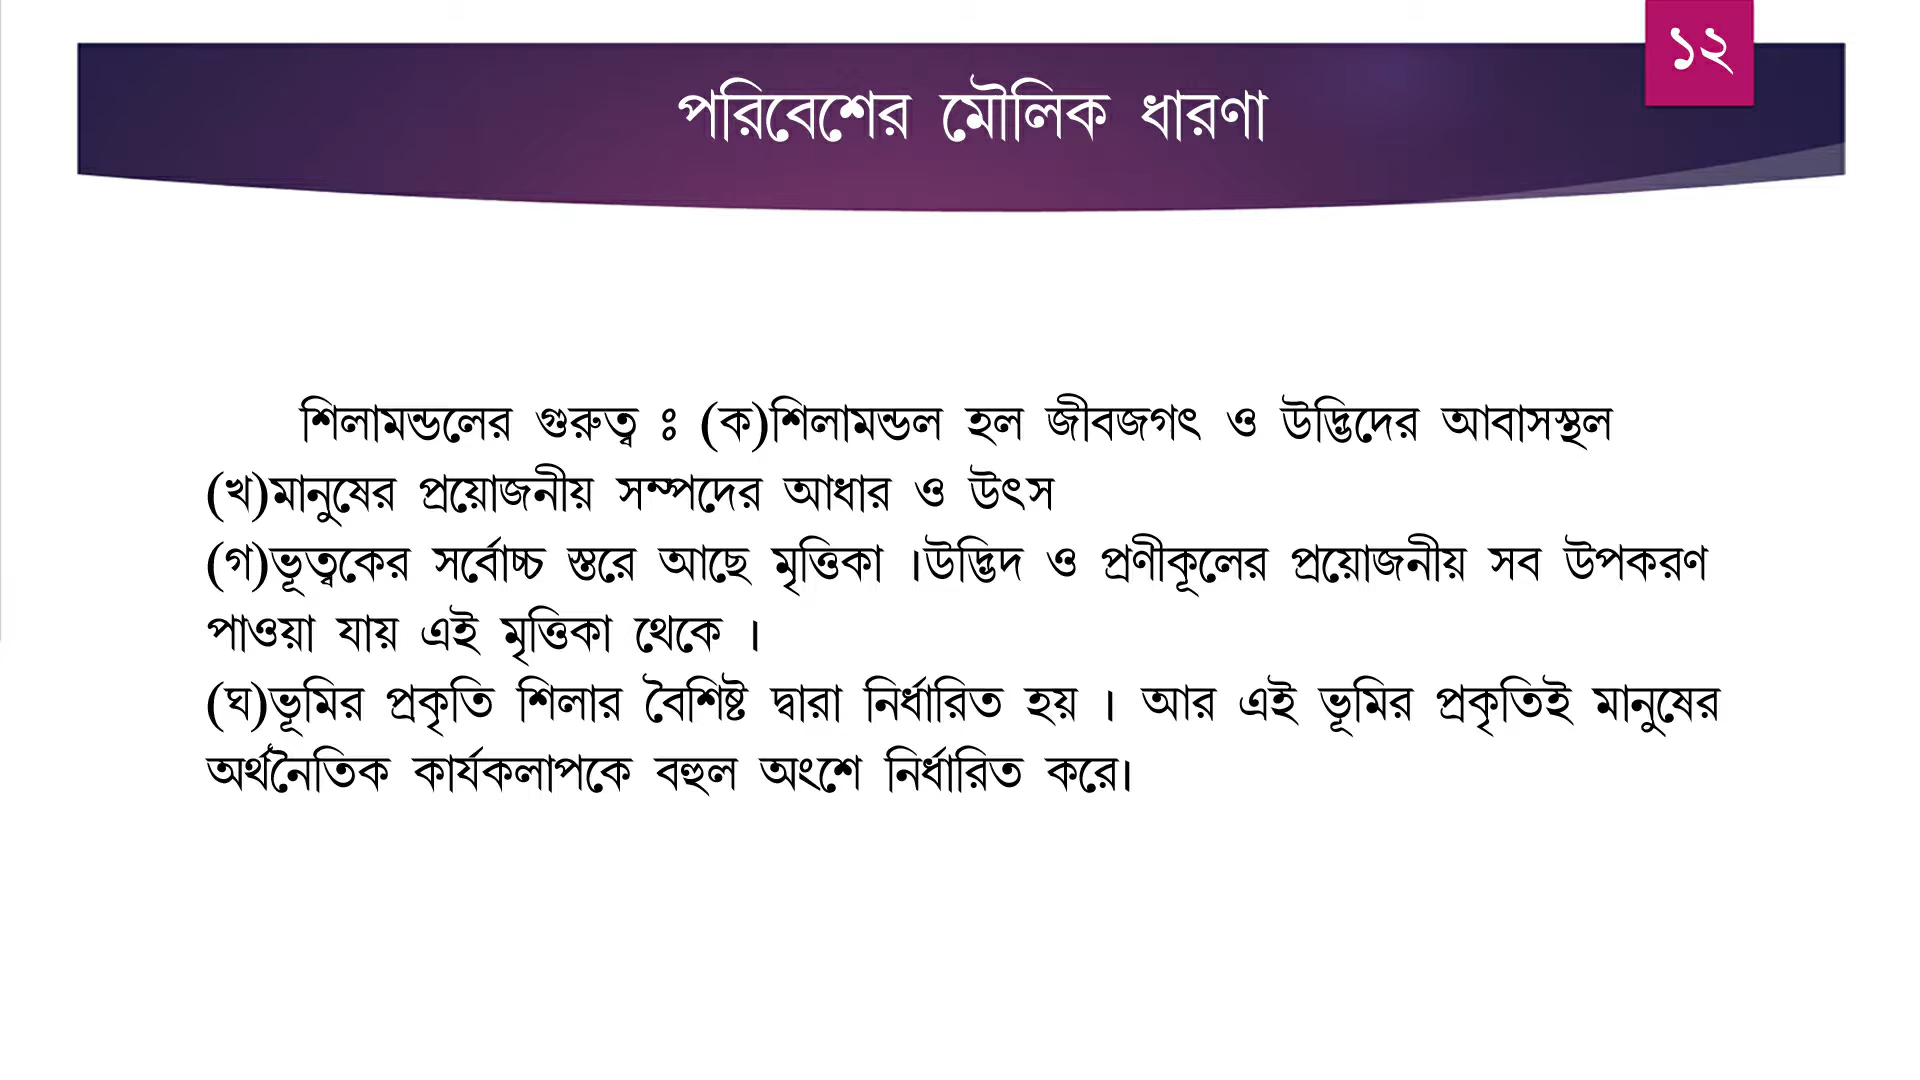 ১২
পরিবেশের মৌলিক ধারণা
শিলামন্ডলের গুরুত্ব ঃ (ক)শিলামন্ডল হল জীবজগৎ ও উদ্ভিদের আবাসস্থল
(খ)মানুষের প্রয়োজনীয় সম্পদের আধার ও উৎস
(গ)ভূত্বকের সর্বোচ্চ স্তরে আছে মৃত্তিকা ।উদ্ভিদ ও প্রণীকূলের প্রয়োজনীয় সব উপকরণ
পাওয়া যায় এই মৃত্তিকা থেকে ।
(ঘ)ভূমির প্রকৃতি শিলার বৈশিষ্ট দ্বারা নির্ধারিত হয় । আর এই ভূমির প্রকৃতিই মানুষের
অর্থনৈতিক কার্যকলাপকে বহুল অংশে নির্ধারিত করে।